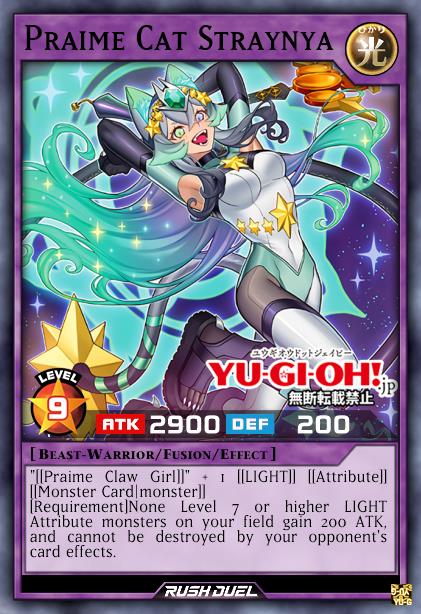 Praime Cat Straynya
ひかり
光
LEVEL
9
ユウギオウドットジェイピー
YU-GI-OH!.jp
無断転載禁止
ATK 2900 DEF 200
[ Beast-Warrior/Fusion/Effect ]
"[[Praime Claw Girl]]" + 1 [[LIGHT]] [[Attribute]]
[[Monster Card|monster]]
[Requirement]None Level 7 or higher LIGHT
Attribute monsters on your field gain 200 ATK,
and cannot be destroyed by your opponent's
card effects.
RUSH DUEL